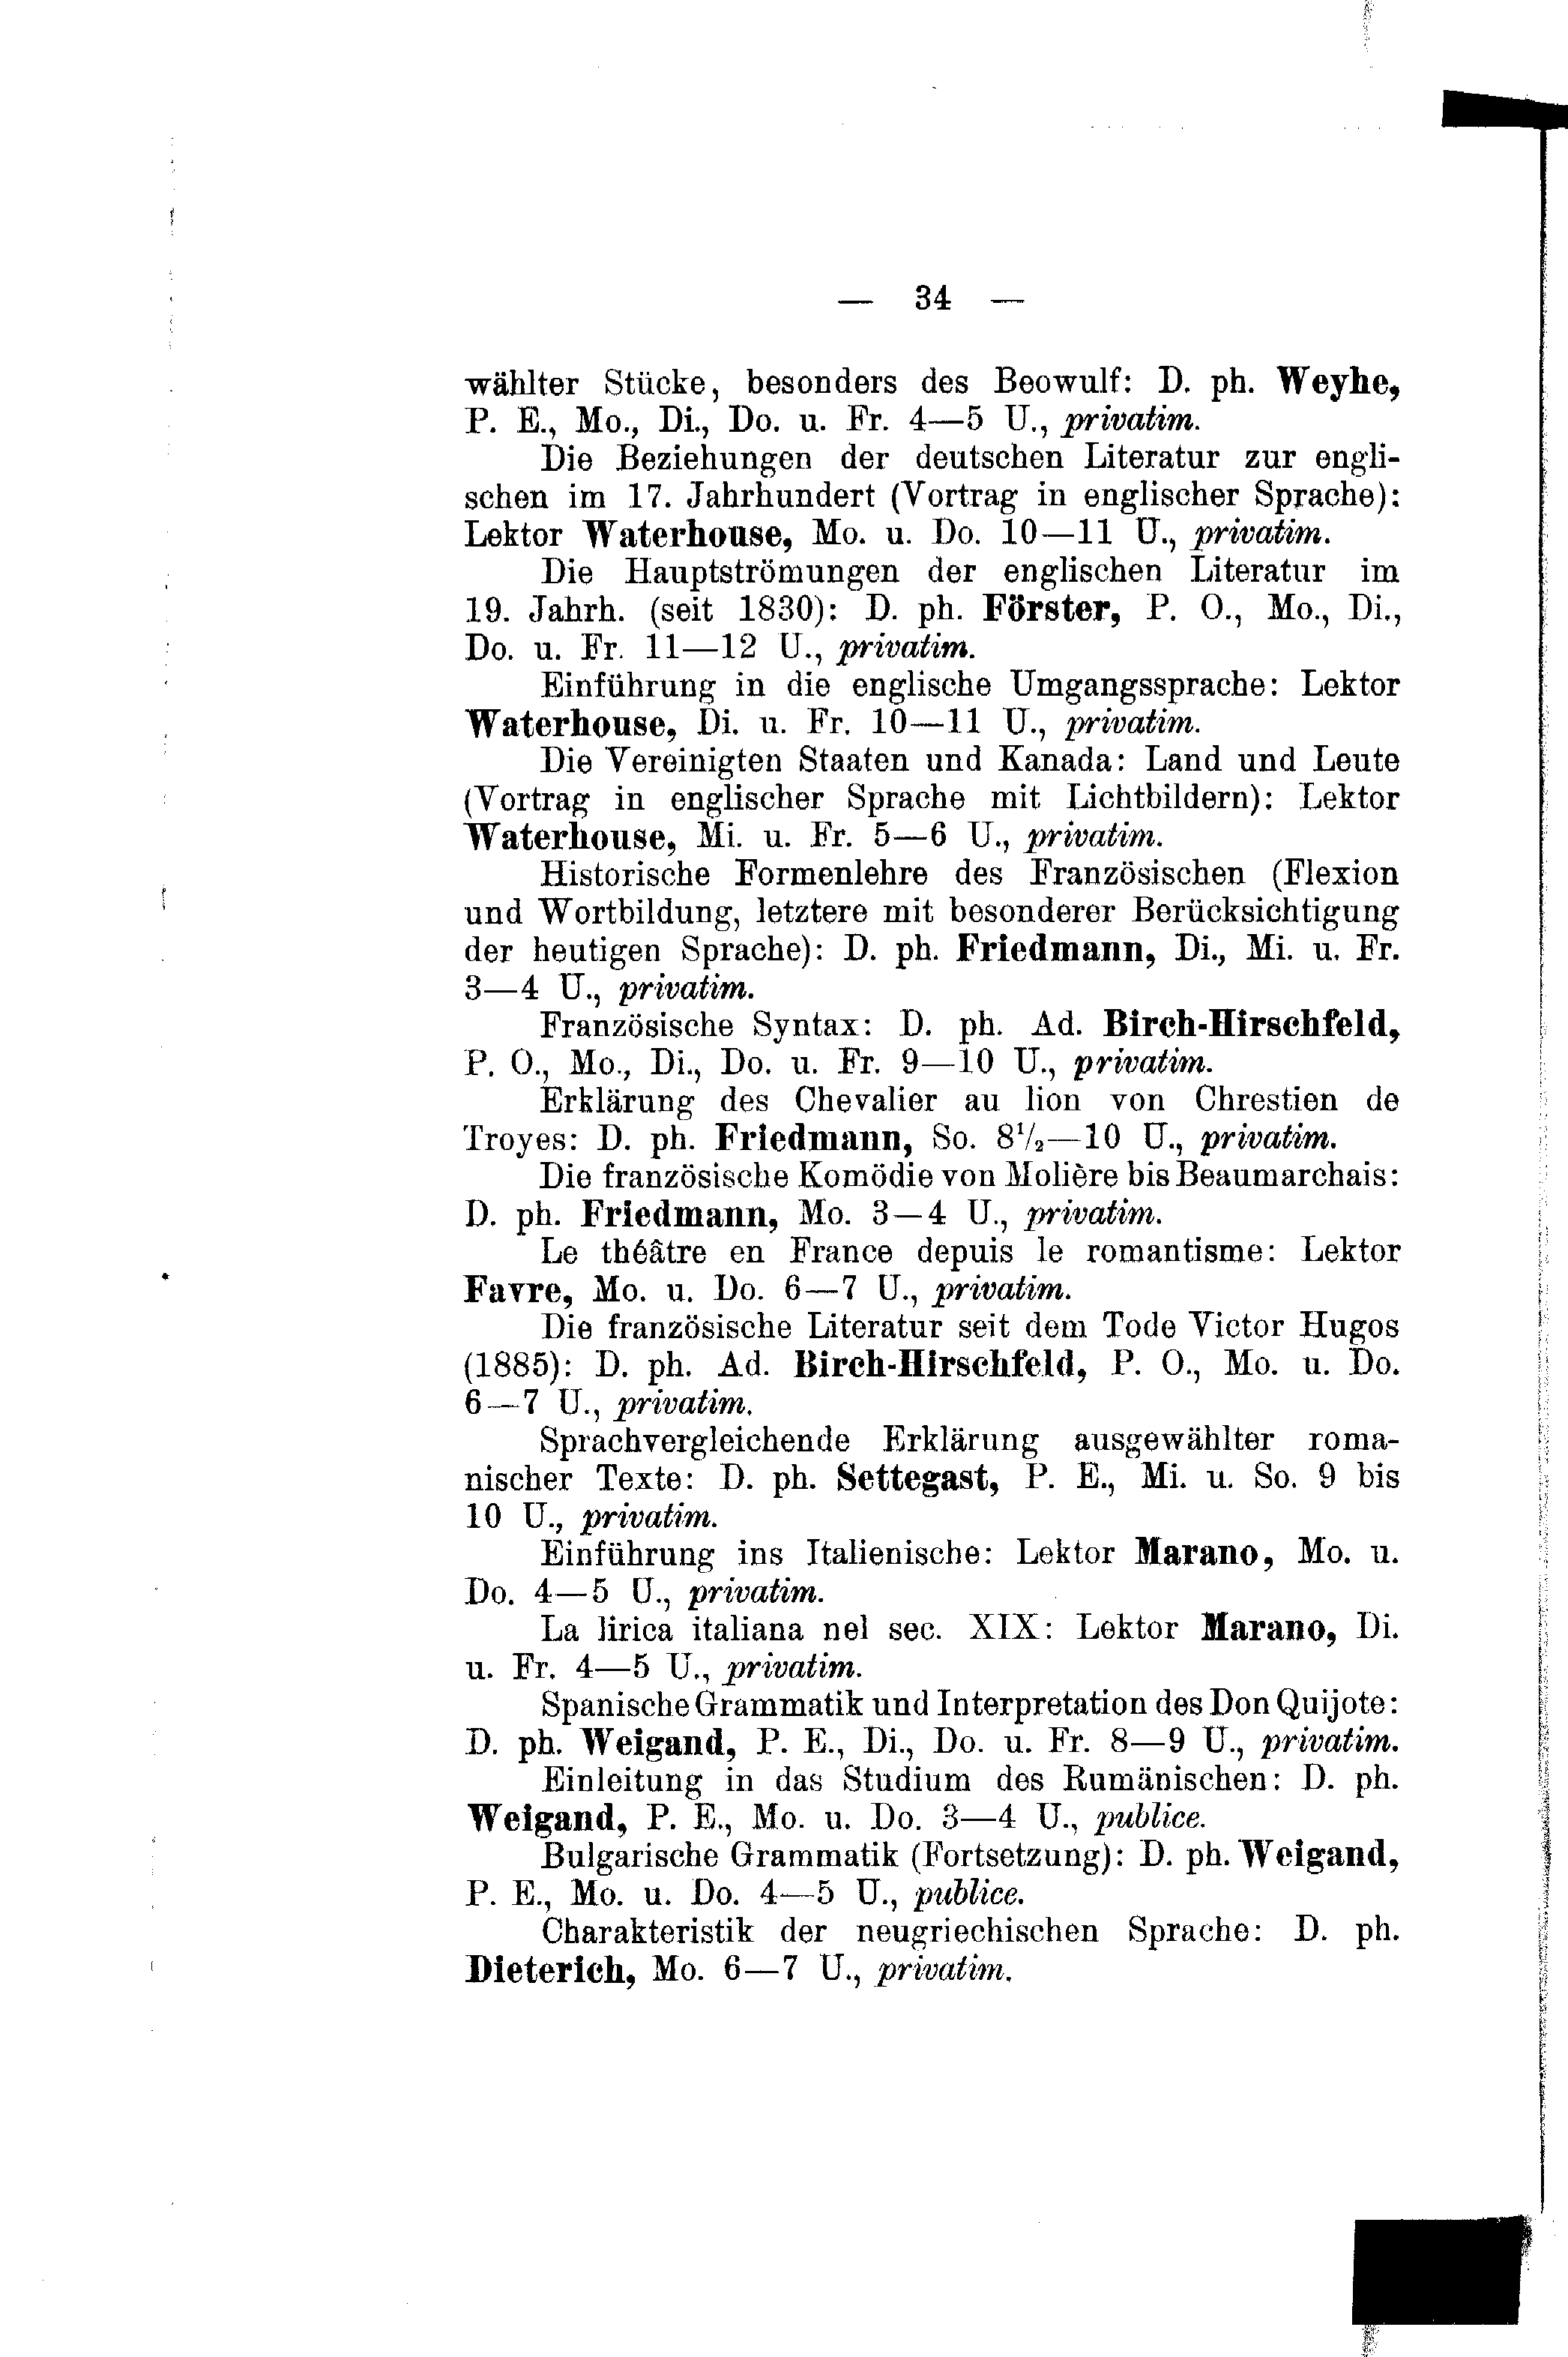 — 34 —
wählter Stücke, besonders des Beowulf: D. ph. Weyhe,
P. E., Mo., Di., Do. u. Fr. 4—5 U., privatim.
Die Beziehungen der deutschen Literatur zur engli-
schen im 17. Jahrhundert (Vortrag in englischer Sprache):
Lektor Waterhouse, Mo. u. Do. 10—11 U., privatim.
Die Hauptströmungen der englischen Literatur im
19. Jahrh. (seit 1830): D. ph. Förster, P. O., Mo., Di.,
Do. u. Fr. 11—12 U., privatim.
Einführung in die englische Umgangssprache: Lektor
Waterhouse, Di. u. Fr. 10—11 U., privatim.
Die Vereinigten Staaten und Kanada: Land und Leute
(Vortrag in englischer Sprache mit Lichtbildern): Lektor
Waterhouse, Mi. u. Fr. 5—6 U., privatim.
Historische Formenlehre des Französischen (Flexion
und Wortbildung, letztere mit besonderer Berücksichtigung
der heutigen Sprache): D. ph. Friedmann, Di., Mi. u. Fr.
3—4 U., privatim.
Französische Syntax: D. ph. Ad. Birch-Hirschfeld,
P. O., Mo., Di., Do. u. Fr. 9—10 U., privatim.
Erklärung des Chevalier au lion von Chrestien de
Troyes: D. ph. Friedmann, So. 8½—10 U., privatim.
Die französische Komödie von Molière bis Beaumarchais:
D. ph. Friedmann, Mo. 3—4 U., privatim.
Le théâtre en France depuis le romantisme: Lektor
Favre, Mo. u. Do. 6—7 U., privatim.
Die französische Literatur seit dem Tode Victor Hugos
(1885): D. ph. Ad. Birch-Hirschfeld, P. O., Mo. u. Do.
6—7 U., privatim.
Sprachvergleichende Erklärung ausgewählter roma-
nischer Texte: D. ph. Settegast, P. E., Mi. u. So. 9 bis
10 U., privatim.
Einführung ins Italienische: Lektor Marano, Mo. u.
Do. 4—5 U., privatim.
La lirica italiana nel sec. XIX: Lektor Marano, Di.
u. Fr. 4—5 U., privatim.
Spanische Grammatik und Interpretation des Don Quijote:
D. ph. Weigand, P. E., Di., Do. u. Fr. 8—9 U., privatim.
Einleitung in das Studium des Rumänischen: D. ph.
Weigand, P. E., Mo. u. Do. 3—4 U., publice.
Bulgarische Grammatik (Fortsetzung): D. ph. Weigand,
P. E., Mo. u. Do. 4—5 U., publice.
Charakteristik der neugriechischen Sprache: D. ph.
Dieterich, Mo. 6—7 U., privatim.